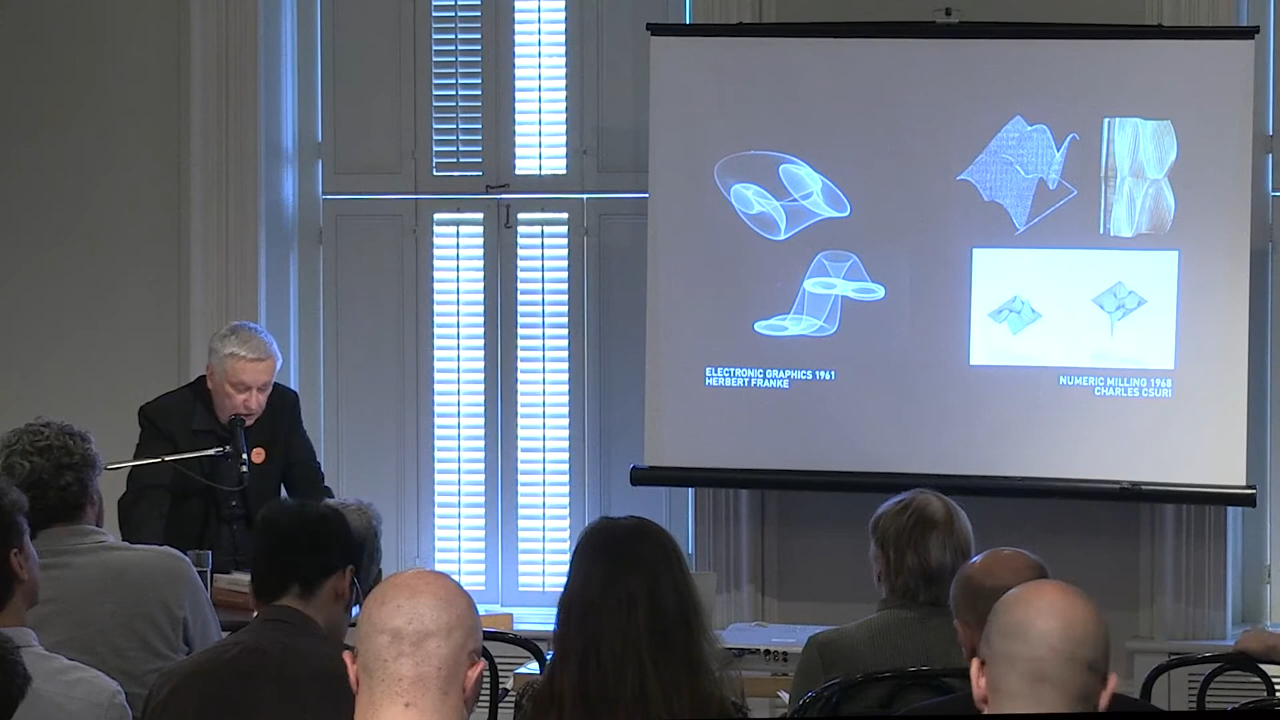 ELECTRONIC GRAPHICS 1961
HERBERT FRANKE
NUMERIC MILLING 1968
CHARLES CSURI